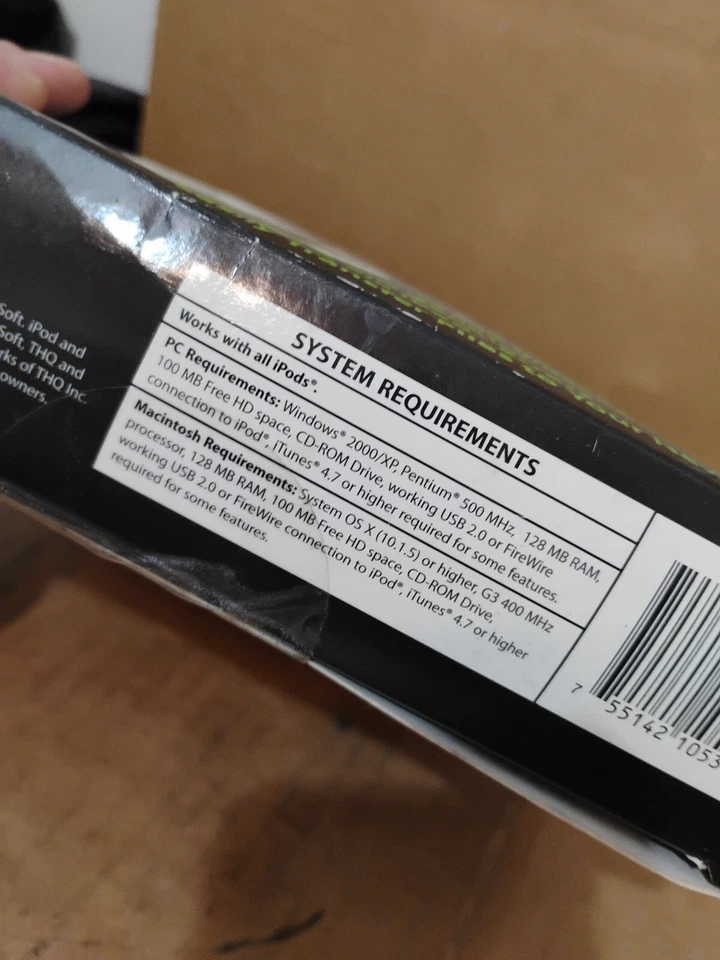 Transfer Files to Your
Soft. iPod and
Soft. THQ and
rks of THQ Inc.
owners.
SYSTEM REQUIREMENTS
Works with all iPods®.
PC Requirements: Windows® 2000/XP, Pentium® 500 MHz, 128 MB RAM,
100 MB Free HD space, CD-ROM Drive, working USB 2.0 or FireWire
connection to iPod®, iTunes® 4.7 or higher required for some features.
Macintosh Requirements: System OS X (10.1.5) or higher, G3 400 MHz
processor, 128 MB RAM, 100 MB Free HD space, CD-ROM Drive,
working USB 2.0 or FireWire connection to iPod®, iTunes® 4.7 or higher
required for some features.
7 55142 1053